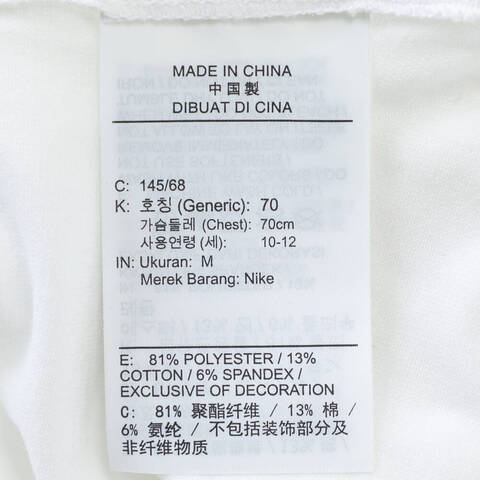 MADE IN CHINA
中国製
DIBUAT DI CINA
C: 145/68
K: 호칭 (Generic): 70
가슴둘레 (Chest): 70cm
사용연령 (세): 10-12
IN: Ukuran: M
Merek Barang: Nike
E: 81% POLYESTER / 13%
COTTON / 6% SPANDEX /
EXCLUSIVE OF DECORATION
C: 81% 聚酯纤维 / 13% 棉 /
6% 氨纶 / 不包括装饰部分及
非纤维物质